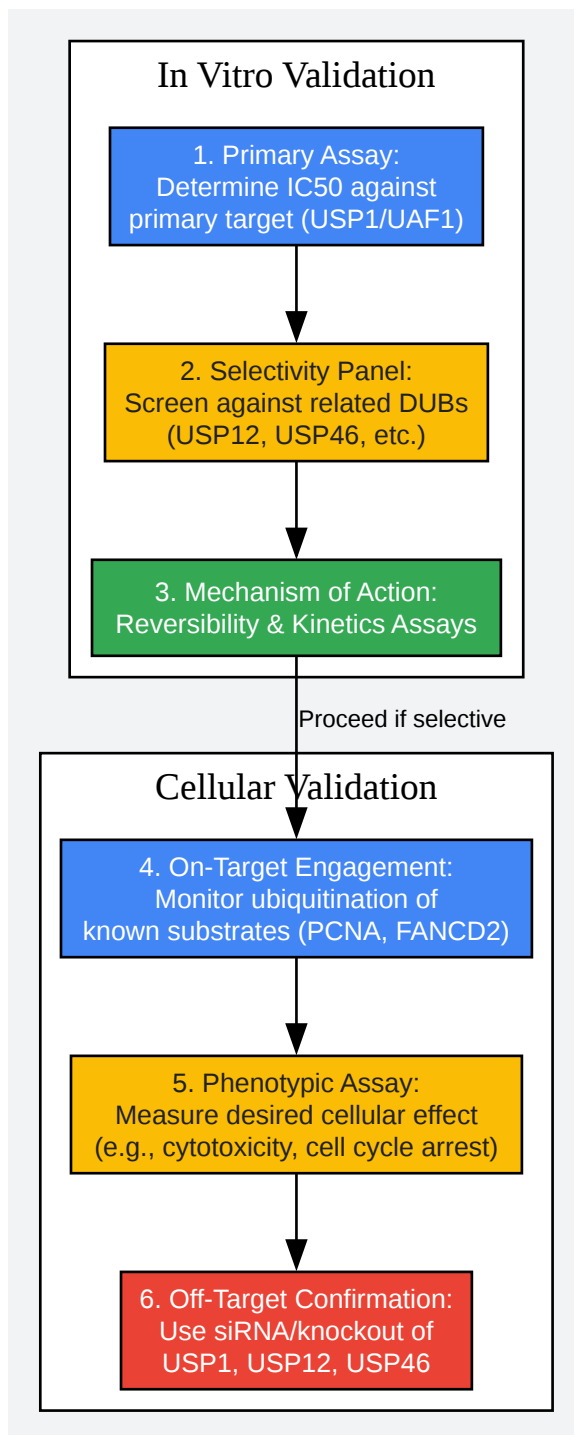 In Vitro Validation
1. Primary Assay:
Determine IC50 against
primary target (USP1/UAF1)
2. Selectivity Panel:
Screen against related DUBs
(USP12, USP46, etc.)
3. Mechanism of Action:
Reversibility & Kinetics Assays
Proceed if selective
Cellular Validation
4. On-Target Engagement:
Monitor ubiquitination of
known substrates (PCNA, FANCD2)
5. Phenotypic Assay:
Measure desired cellular effect
(e.g., cytotoxicity, cell cycle arrest)
6. Off-Target Confirmation:
Use siRNA/knockout of
USP1, USP12, USP46